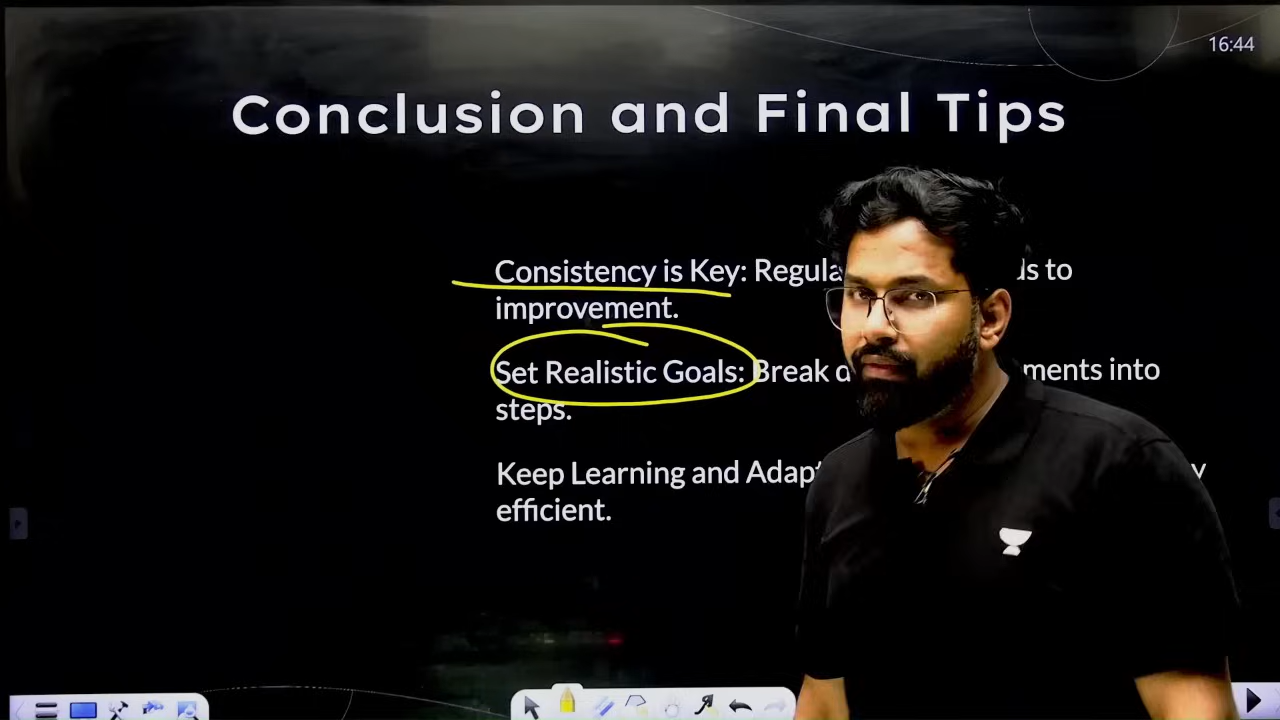 16:44
Conclusion and Final Tips
Consistency is Key: Regula ds to
improvement.
Set Realistic Goals: Break d ments into
steps.
Keep Learning and Adapt y
efficient.